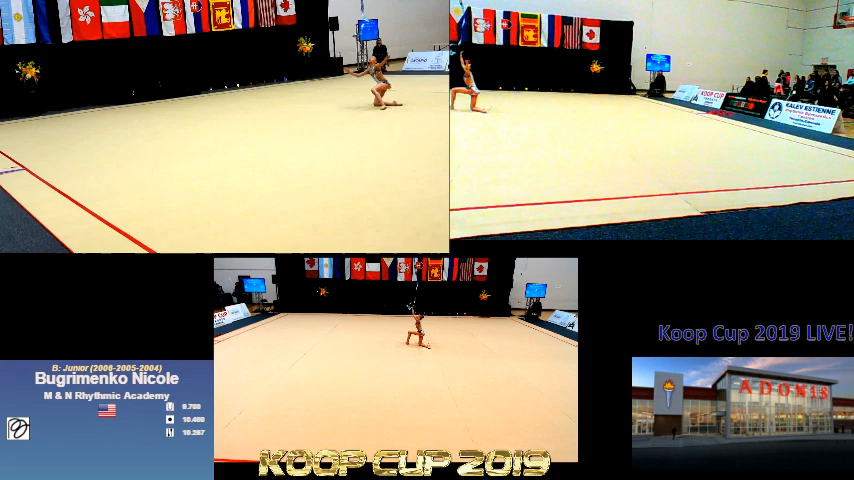 KOOP CUP
KALEV ESTIENNE
Koop Cup 2019 LIVE!
B: Junior (2006-2005-2004)
Bugrimenko Nicole
M & N Rhythmic Academy
9.700
10.400
10.267
ADONIS
KOOP CUP 2019